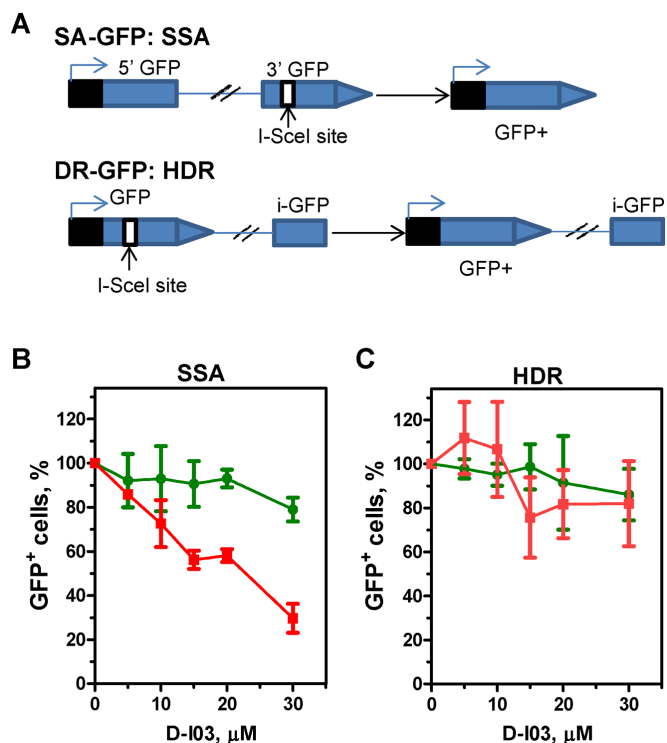 A
SA-GFP: SSA
5' GFP
3' GFP
I-SceI site
GFP+
DR-GFP: HDR
GFP
i-GFP
i-GFP
I-SceI site
GFP+
B
SSA
GFP+ cells, %
120
100
80
60
40
20
0
0 10 20 30
D-I03, μM
C
HDR
GFP+ cells, %
120
100
80
60
40
20
0
0 10 20 30
D-I03, μM